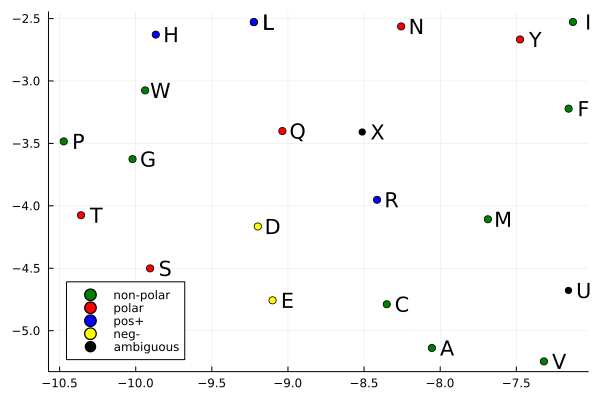 −2.5
−3.0
−3.5
−4.0
−4.5
−5.0
H
L
N
Y
I
W
F
P
G
Q
X
T
D
R
M
S
E
C
U
A
V
non-polar
polar
pos+
neg-
ambiguous
−10.5 −10.0 −9.5 −9.0 −8.5 −8.0 −7.5